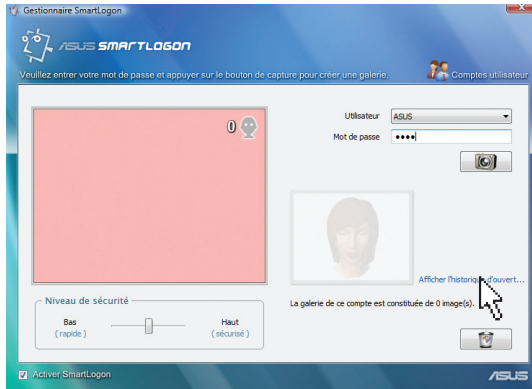 Gestionnaire SmartLogon
ASUS SMARTLOGON
Veuillez entrer votre mot de passe et appuyer sur le bouton de capture pour créer une galerie.
Comptes utilisateur
0
Utilisateur
ASUS
Mot de passe
••••
Afficher l'historique d'ouvert...
La galerie de ce compte est constituée de 0 image(s).
Niveau de sécurité
Bas
Haut
( rapide )
( sécurisé )
Activer SmartLogon
ASUS